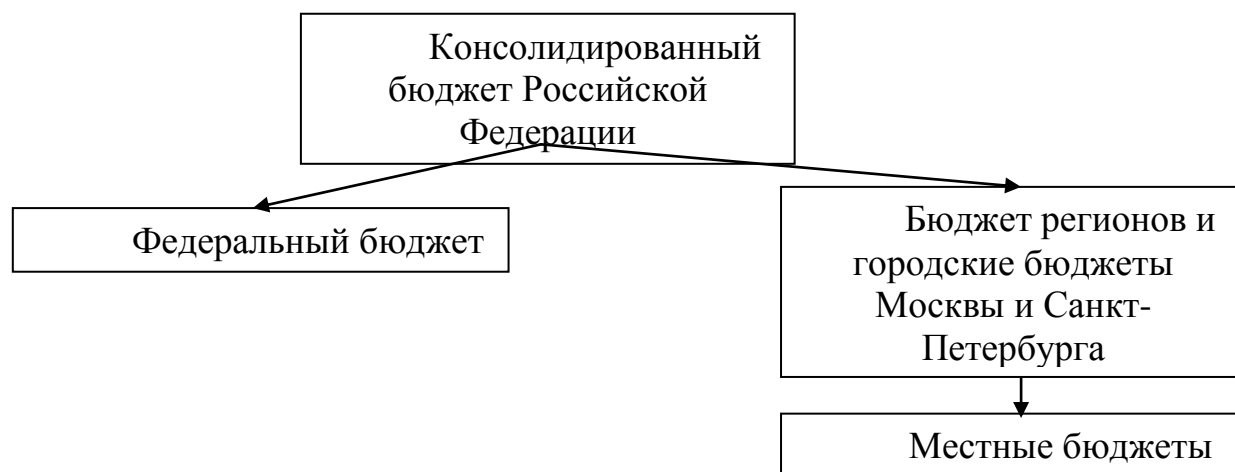 Консолидированный
бюджет Российской
Федерации
Федеральный бюджет
Бюджет регионов и
городские бюджеты
Москвы и Санкт-
Петербурга
Местные бюджеты